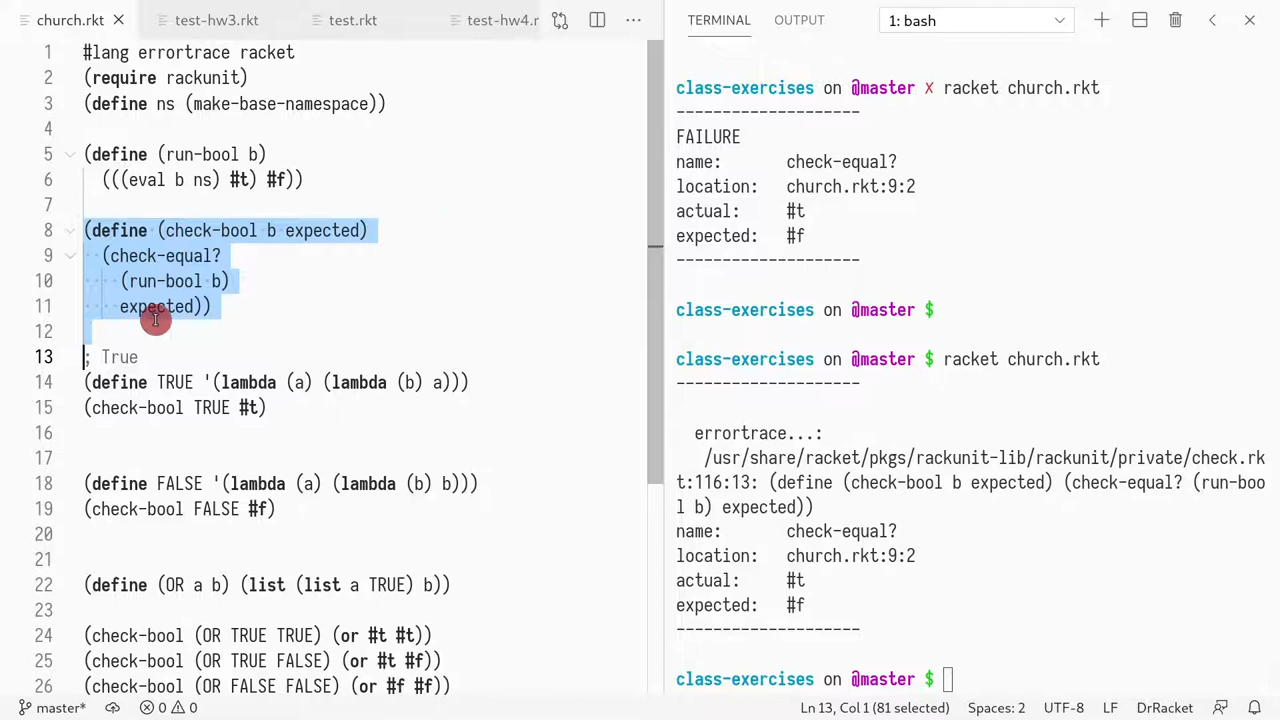 church.rkt
test-hw3.rkt
test.rkt
test-hw4.r
TERMINAL
OUTPUT
1: bash
1 #lang errortrace racket
2 (require rackunit)
3 (define ns (make-base-namespace))
4
5 (define (run-bool b)
6 (((eval b ns) #t) #f))
7
8 (define (check-bool b expected)
9 (check-equal?
10 (run-bool b)
11 expected))
12
13 ; True
14 (define TRUE '(lambda (a) (lambda (b) a)))
15 (check-bool TRUE #t)
16
17
18 (define FALSE '(lambda (a) (lambda (b) b)))
19 (check-bool FALSE #f)
20
21
22 (define (OR a b) (list (list a TRUE) b))
23
24 (check-bool (OR TRUE TRUE) (or #t #t))
25 (check-bool (OR TRUE FALSE) (or #t #f))
26 (check-bool (OR FALSE FALSE) (or #f #f))
class-exercises on @master ✗ racket church.rkt
--------------------
FAILURE
name: check-equal?
location: church.rkt:9:2
actual: #t
expected: #f
--------------------
class-exercises on @master $
class-exercises on @master $ racket church.rkt
--------------------
errortrace...:
/usr/share/racket/pkgs/rackunit-lib/rackunit/private/check.rk
t:116:13: (define (check-bool b expected) (check-equal? (run-boo
l b) expected))
name: check-equal?
location: church.rkt:9:2
actual: #t
expected: #f
--------------------
class-exercises on @master $
master*
0
0
Ln 13, Col 1 (81 selected)
Spaces: 2
UTF-8
LF
DrRacket